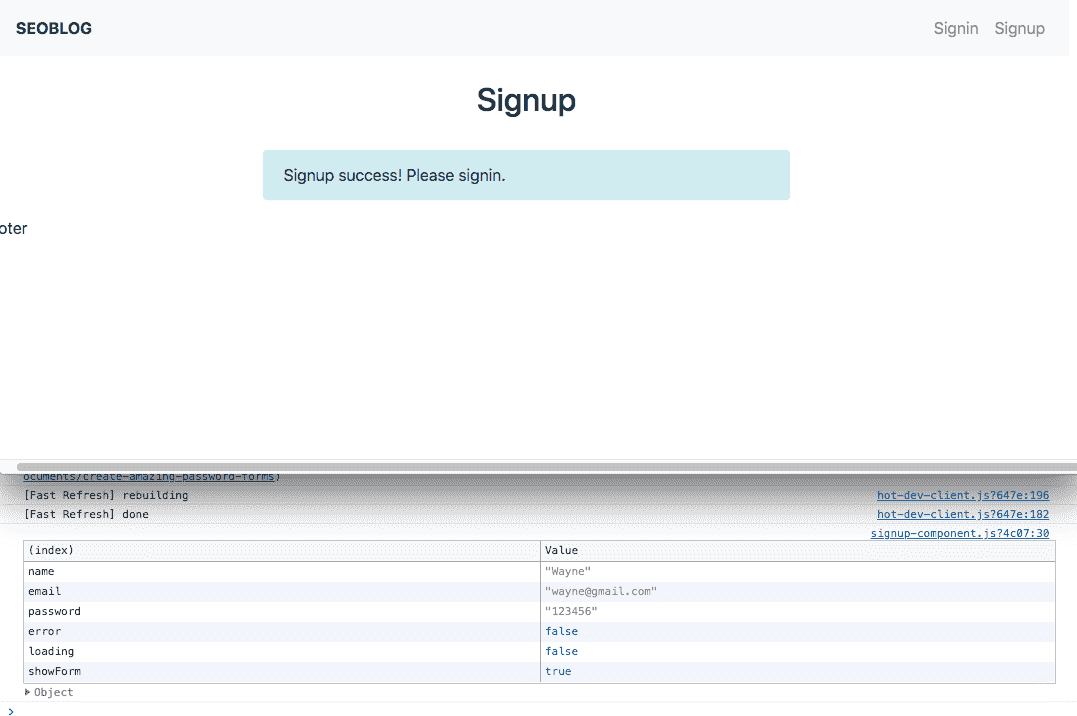 SEOBLOG Signin Signup
Signup
Signup success! Please signin.
oter
ocuments/create-amazing-password-forms)
[Fast Refresh] rebuilding hot-dev-client.js?647e:196
[Fast Refresh] done hot-dev-client.js?647e:182
signup-component.js?4c07:30
(index) Value
name "Wayne"
email "wayne@gmail.com"
password "123456"
error false
loading false
showForm true
Object